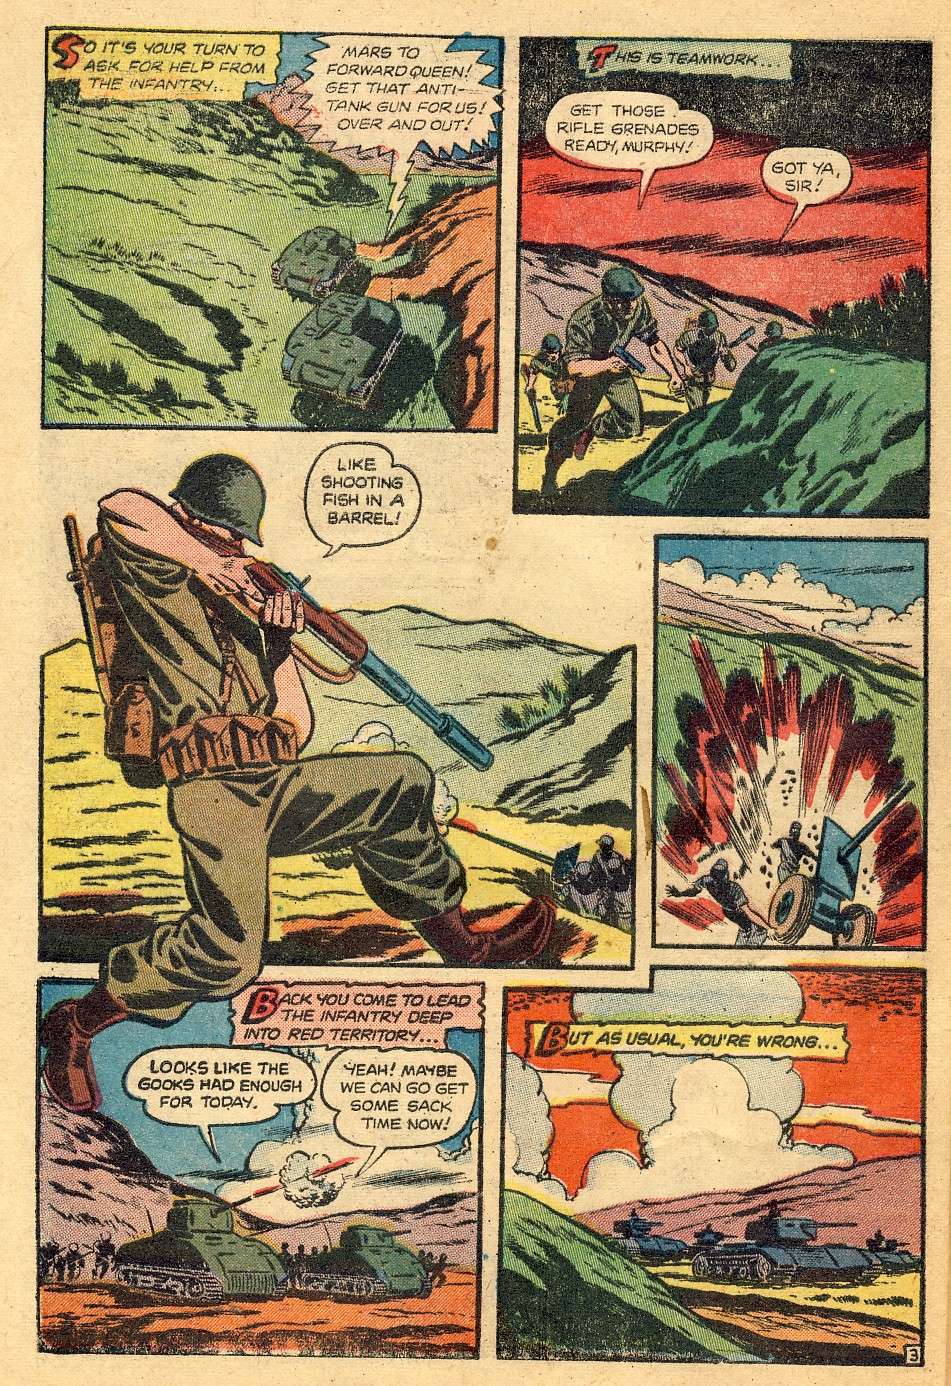 SO IT'S YOUR TURN TO
ASK FOR HELP FROM
THE INFANTRY...
MARS TO
FORWARD QUEEN!
GET THAT ANTI-
TANK GUN FOR US!
OVER AND OUT!
THIS IS TEAMWORK...
GET THOSE
RIFLE GRENADES
READY, MURPHY!
GOT YA,
SIR!
LIKE
SHOOTING
FISH IN A
BARREL!
BACK YOU COME TO LEAD
THE INFANTRY DEEP
INTO RED TERRITORY...
LOOKS LIKE THE
GOOKS HAD ENOUGH
FOR TODAY.
YEAH! MAYBE
WE CAN GO GET
SOME SACK
TIME NOW!
BUT AS USUAL, YOU'RE WRONG...
3